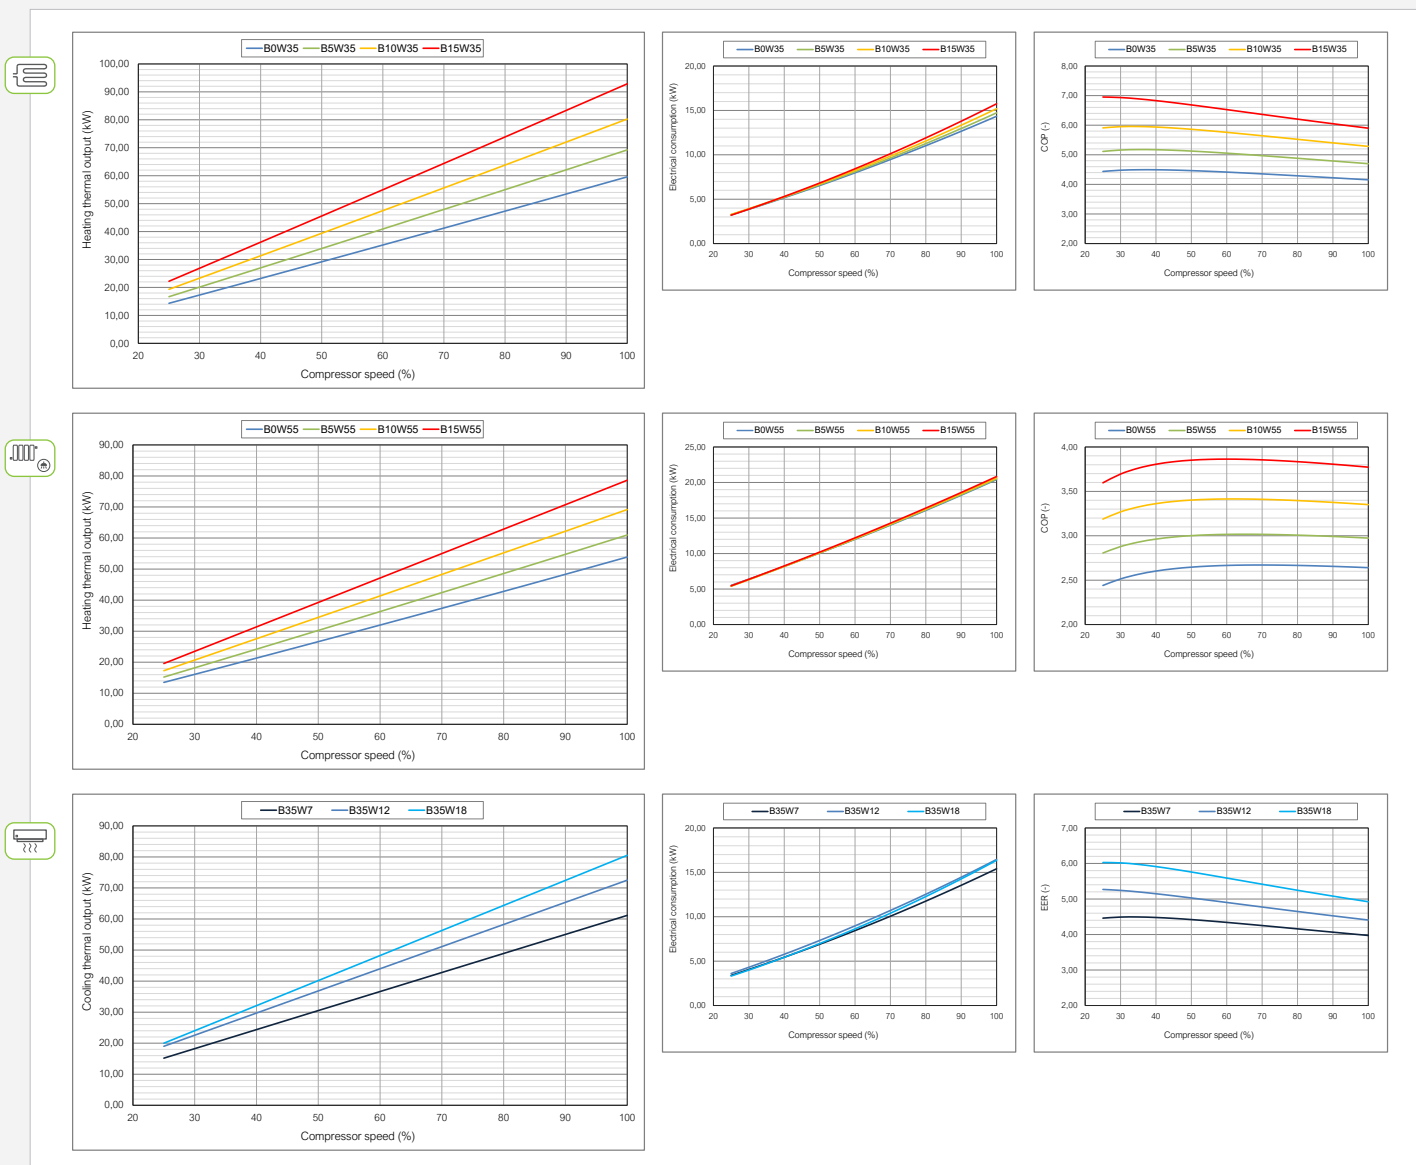 B0W35 B5W35 B10W35 B15W35
100,00
90,00
80,00
70,00
60,00
50,00
40,00
30,00
20,00
10,00
0,00
Heating thermal output (kW)
20 30 40 50 60 70 80 90 100
Compressor speed (%)
B0W35 B5W35 B10W35 B15W35
20,00
15,00
10,00
5,00
0,00
Electrical consumption (kW)
20 30 40 50 60 70 80 90 100
Compressor speed (%)
B0W35 B5W35 B10W35 B15W35
8,00
7,00
6,00
5,00
4,00
3,00
2,00
COP (-)
20 30 40 50 60 70 80 90 100
Compressor speed (%)
B0W55 B5W55 B10W55 B15W55
90,00
80,00
70,00
60,00
50,00
40,00
30,00
20,00
10,00
0,00
Heating thermal output (kW)
20 30 40 50 60 70 80 90 100
Compressor speed (%)
B0W55 B5W55 B10W55 B15W55
25,00
20,00
15,00
10,00
5,00
0,00
Electrical consumption (kW)
20 30 40 50 60 70 80 90 100
Compressor speed (%)
B0W55 B5W55 B10W55 B15W55
4,00
3,50
3,00
2,50
2,00
COP (-)
20 30 40 50 60 70 80 90 100
Compressor speed (%)
B35W7 B35W12 B35W18
90,00
80,00
70,00
60,00
50,00
40,00
30,00
20,00
10,00
0,00
Cooling thermal output (kW)
20 30 40 50 60 70 80 90 100
Compressor speed (%)
B35W7 B35W12 B35W18
20,00
15,00
10,00
5,00
0,00
Electrical consumption (kW)
20 30 40 50 60 70 80 90 100
Compressor speed (%)
B35W7 B35W12 B35W18
7,00
6,00
5,00
4,00
3,00
2,00
EER (-)
20 30 40 50 60 70 80 90 100
Compressor speed (%)